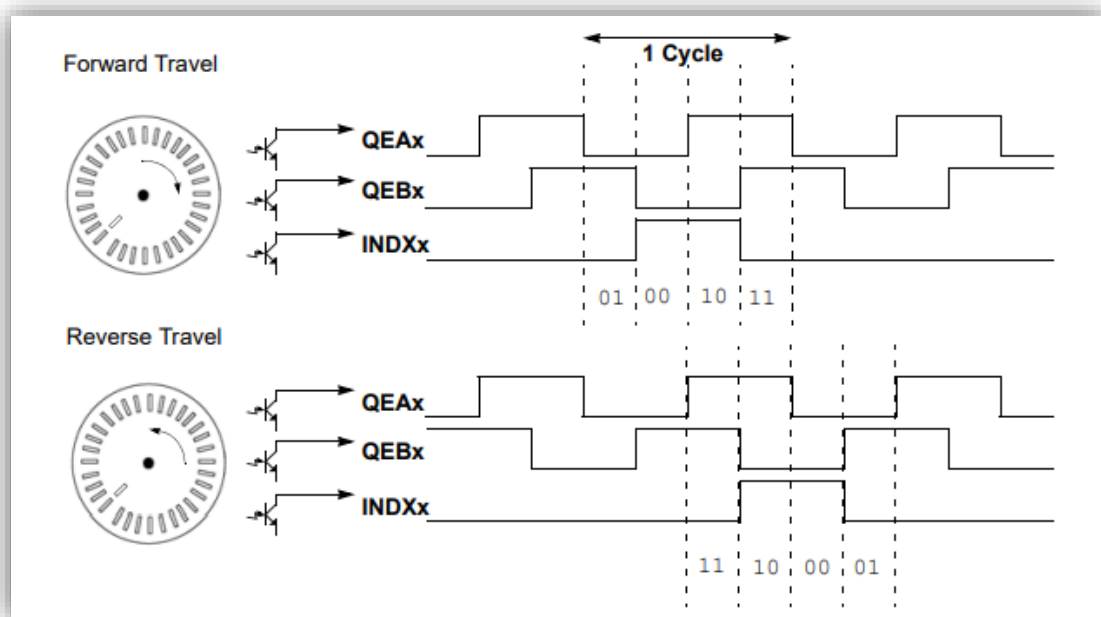 1 Cycle
Forward Travel
QEAx
QEBx
INDXx
01 00 10 11
Reverse Travel
QEAx
QEBx
INDXx
11 10 00 01